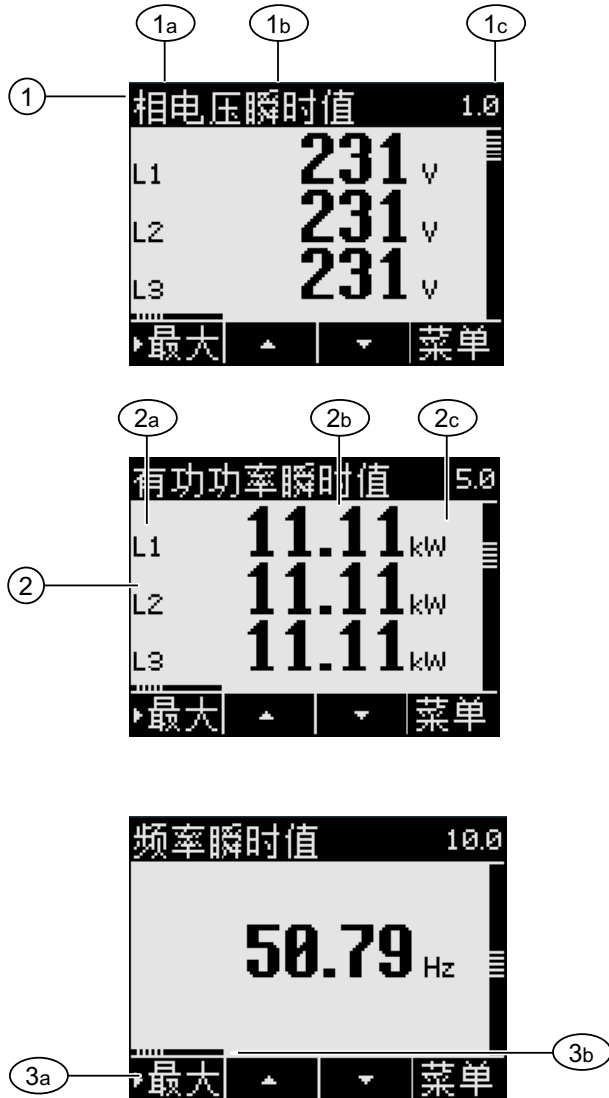 1a 1b 1c
1
相电压瞬时值 1.0
L1 231 V
L2 231 V
L3 231 V
最大 菜单
2a 2b 2c
有功功率瞬时值 5.0
L1 11.11 kW
2
L2 11.11 kW
L3 11.11 kW
最大 菜单
频率瞬时值 10.0
50.79 Hz
3b
3a
最大 菜单